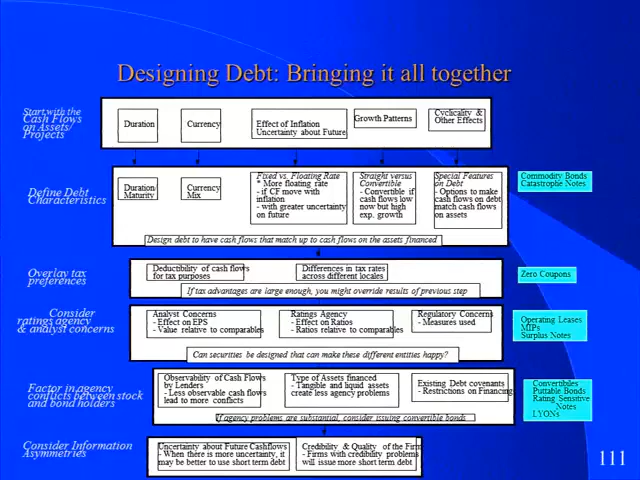 Designing Debt: Bringing it all together
Start with the
Cash Flows
on Assets/
Projects
Duration
Currency
Effect of Inflation
Uncertainty about Future
Growth Patterns
Cyclicality &
Other Effects
Define Debt
Characteristics
Duration/
Maturity
Currency
Mix
Fixed vs. Floating Rate
* More floating rate
- if CF move with
inflation
- with greater uncertainty
on future
Straight versus
Convertible
- Convertible if
cash flows low
now but high
exp. growth
Special Features
on Debt
- Options to make
cash flows on debt
match cash flows
on assets
Commodity Bonds
Catastrophe Notes
Design debt to have cash flows that match up to cash flows on the assets financed
Overlay tax
preferences
Deductibility of cash flows
for tax purposes
Differences in tax rates
across different locales
Zero Coupons
If tax advantages are large enough, you might override results of previous step
Consider
ratings agency
& analyst concerns
Analyst Concerns
- Effect on EPS
- Value relative to comparables
Ratings Agency
- Effect on Ratios
- Ratios relative to comparables
Regulatory Concerns
- Measures used
Operating Leases
MIPs
Surplus Notes
Can securities be designed that can make these different entities happy?
Factor in agency
conflicts between stock
and bond holders
Observability of Cash Flows
by Lenders
- Less observable cash flows
lead to more conflicts
Type of Assets financed
- Tangible and liquid assets
create less agency problems
Existing Debt covenants
- Restrictions on Financing
Convertibles
Puttable Bonds
Rating Sensitive
Notes
LYONs
If agency problems are substantial, consider issuing convertible bonds
Consider Information
Asymmetries
Uncertainty about Future Cashflows
- When there is more uncertainty, it
may be better to use short term debt
Credibility & Quality of the Firm
- Firms with credibility problems
will issue more short term debt
111